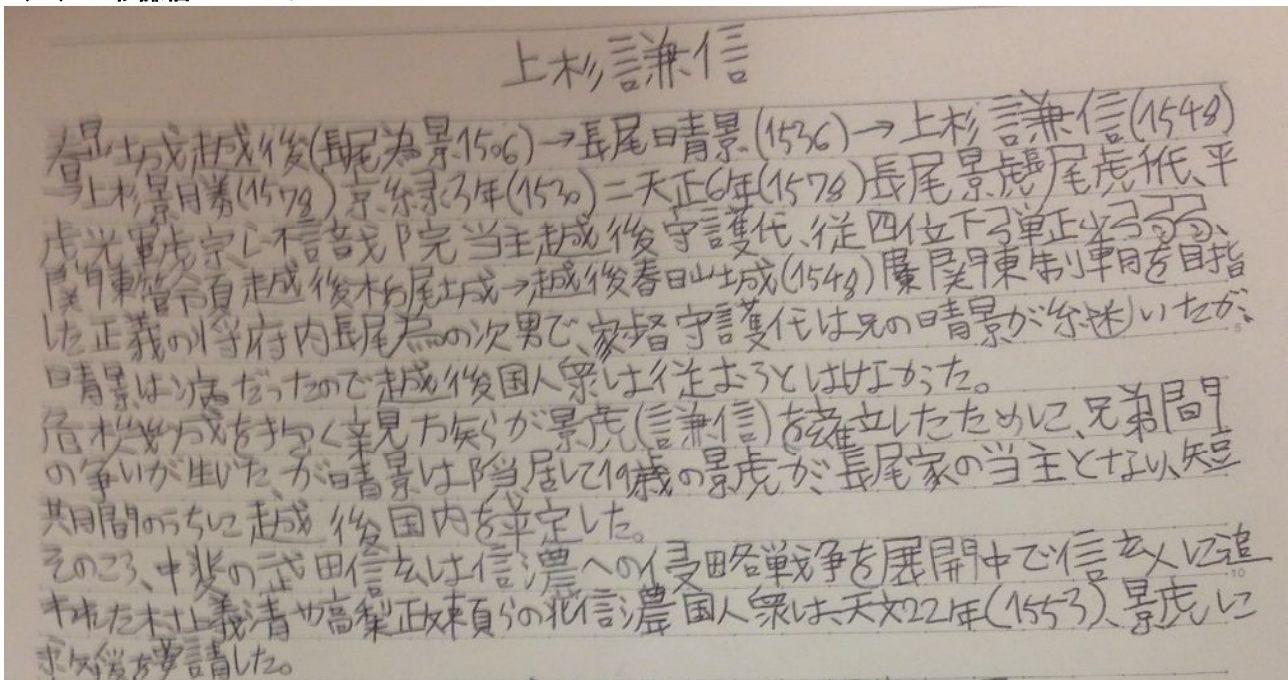 上杉謙信
春日山城越後(長尾為景1506)→長尾晴景(1536)→上杉謙信(1548)
→上杉景勝(1578)享禄3年(1530)=天正6年(1578)長尾景虎 長尾虎千代、平
虎 光軍 虎宗心 不識 院 当主越後守護代、従四位下弾正少弼、
関東管領 越後栃尾城→越後春日山城(1548) 関東制覇を目指
した正義の将 府内長尾為の次男で、家督守護代は兄の晴景が継いたが、
晴景は病だったので越後国人衆は従おうとはしなかった。
危機 を抱く 方 らが景虎(謙信)を擁立したために、兄弟間
の争いが生じた、が晴景は隠居して19歳の景虎が、長尾家の当主となり、短
期間のうちに越後国内を平定した。
そのころ、甲斐の武田信玄は信濃への侵略戦争を展開中で信玄に追
われた村上義清や高梨政頼らの北信濃国人衆は、天文22年(1553)、景虎に
救援を要請した。
5
10